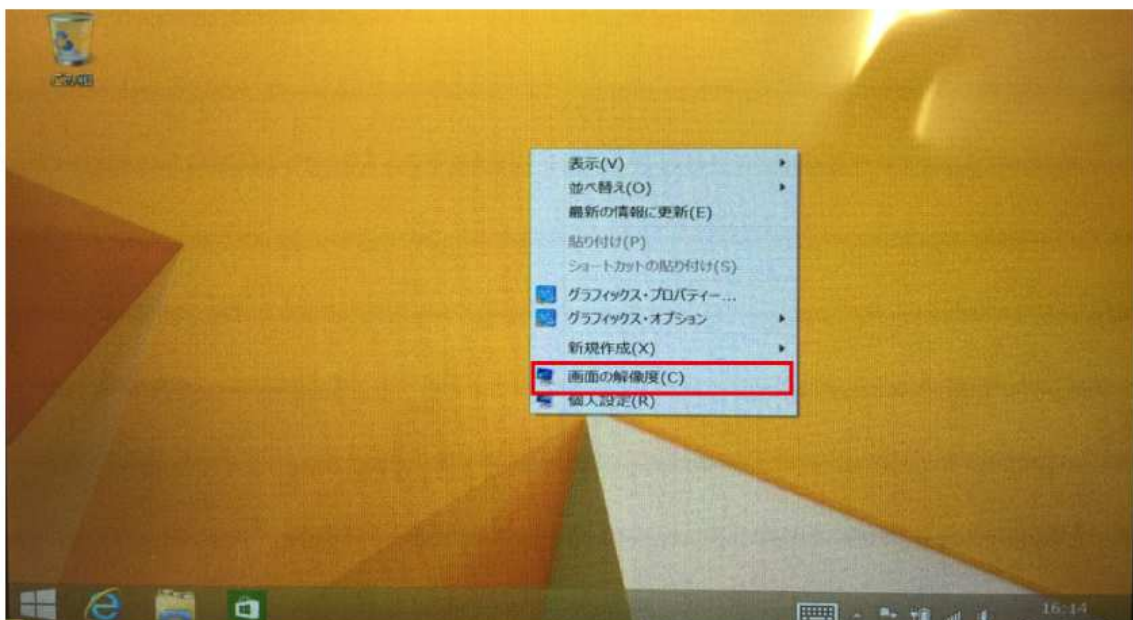 ごみ箱
表示(V)
並べ替え(O)
最新の情報に更新(E)
貼り付け(P)
ショートカットの貼り付け(S)
グラフィックス・プロパティー...
グラフィックス・オプション
新規作成(X)
画面の解像度(C)
個人設定(R)
16:14